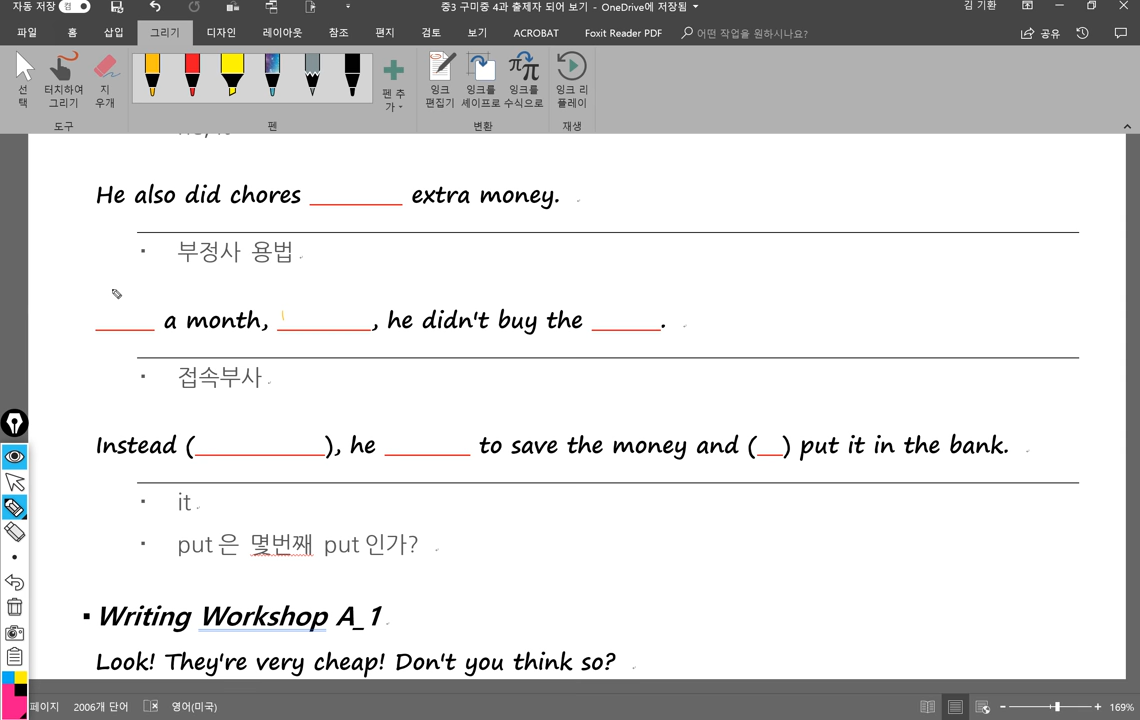 자동 저장 중3 구미중 4과 출제자 되어 보기 - OneDrive에 저장됨 김 기환
파일 홈 삽입 그리기 디자인 레이아웃 참조 편지 검토 보기 ACROBAT Foxit Reader PDF 어떤 작업을 원하시나요? 공유
선택 터치하여 그리기 지우개 펜 추가 잉크 편집기 잉크를 셰이프로 잉크를 수식으로 잉크 리플레이
도구 펜 변환 재생
He also did chores ________ extra money.
부정사 용법
_____ a month, ________, he didn't buy the ______.
접속부사
Instead (___________), he _______ to save the money and (__) put it in the bank.
it
put은 몇번째 put인가?
Writing Workshop A_1
Look! They're very cheap! Don't you think so?
페이지 2006개 단어 영어(미국) 169%